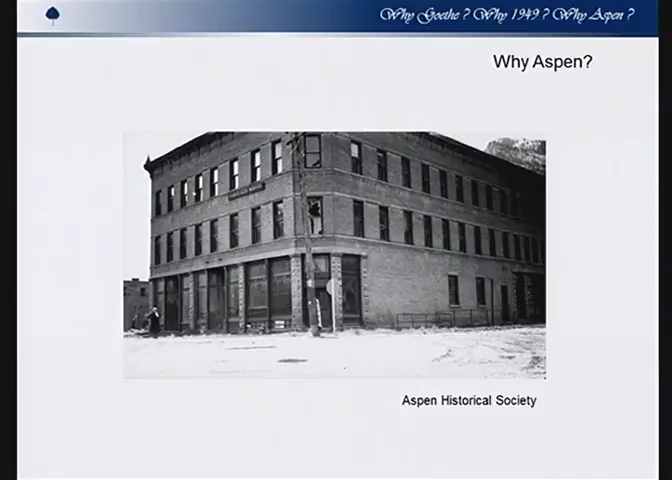 Why Goethe ? Why 1949 ? Why Aspen ?
Why Aspen?
Aspen Historical Society